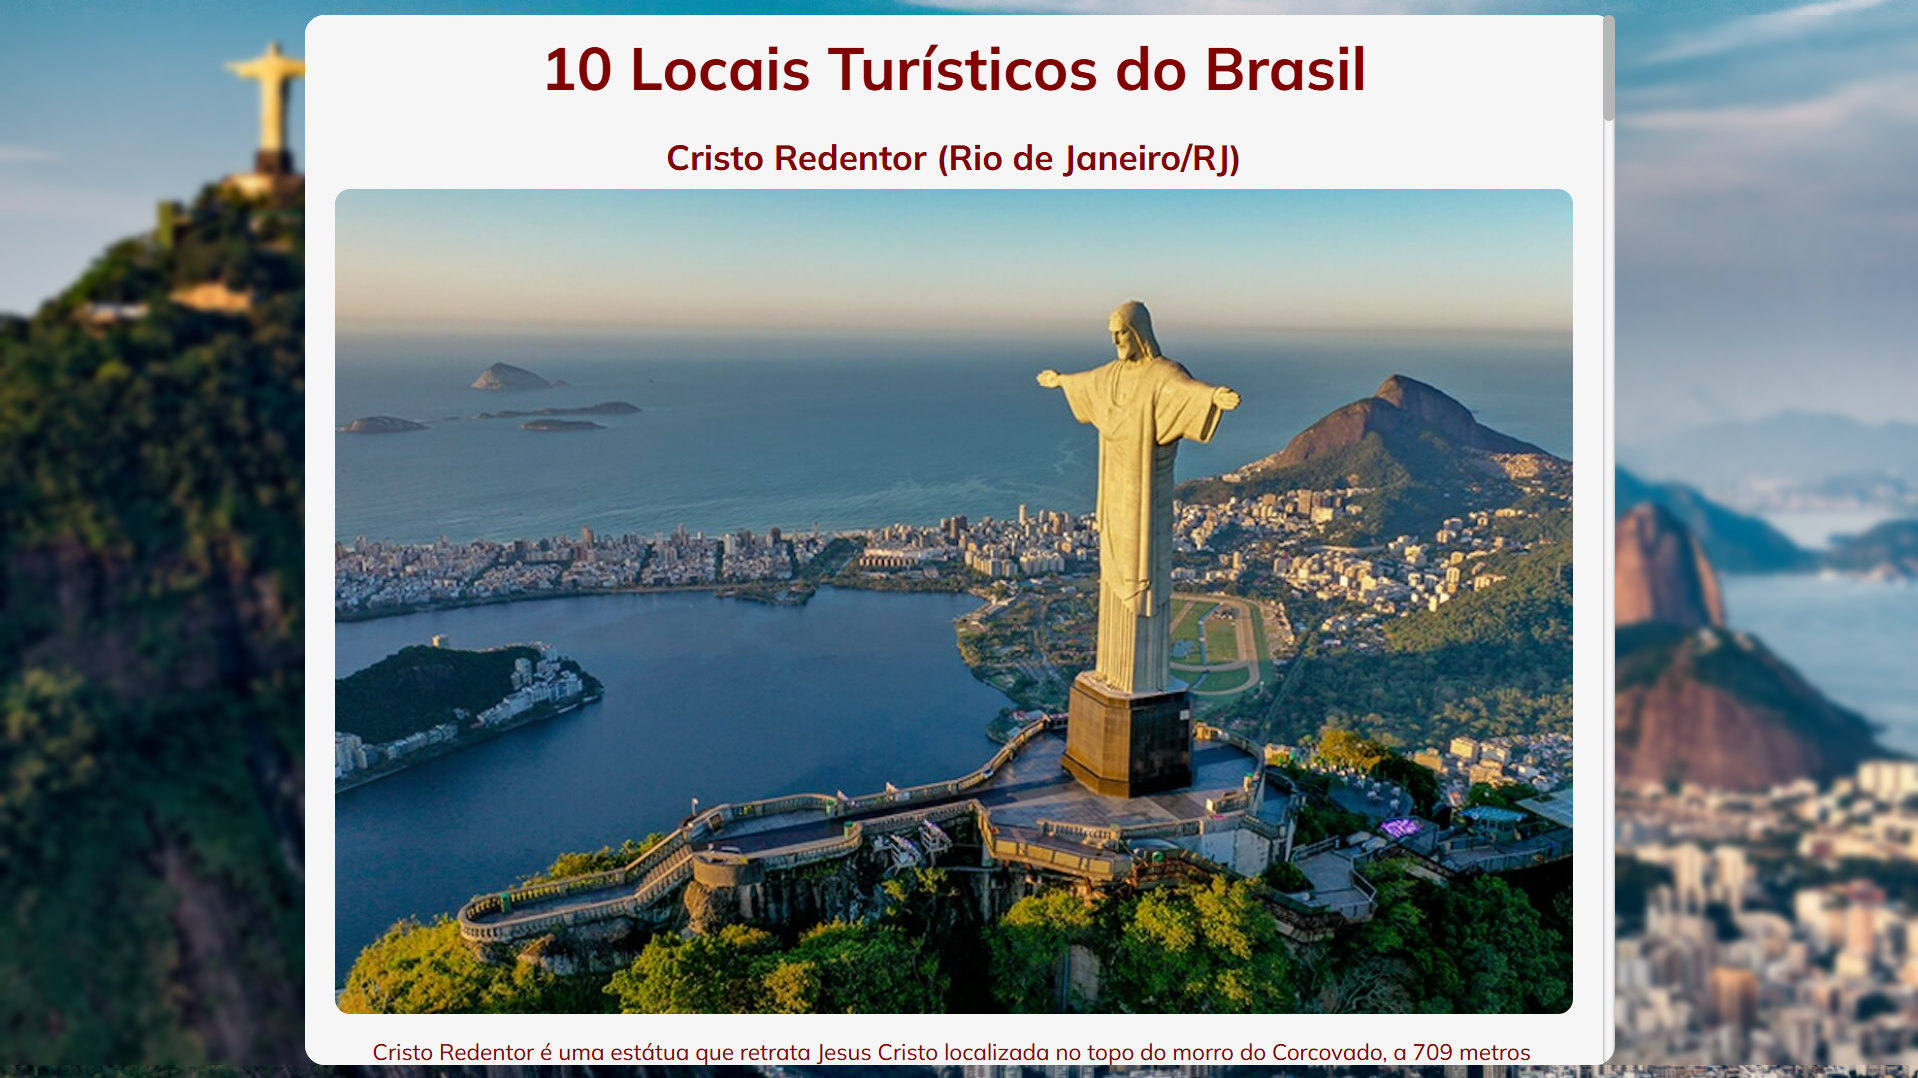 10 Locais Turísticos do Brasil
Cristo Redentor (Rio de Janeiro/RJ)
Cristo Redentor é uma estátua que retrata Jesus Cristo localizada no topo do morro do Corcovado, a 709 metros